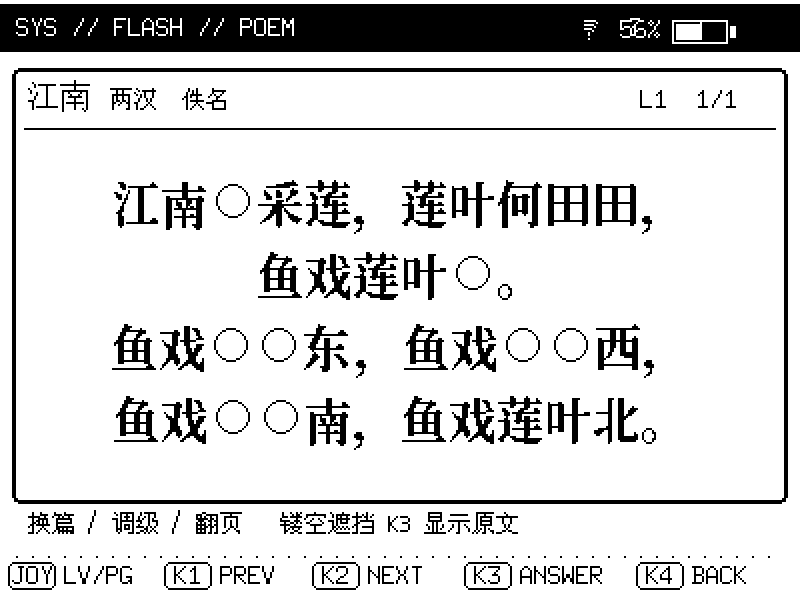 SYS // FLASH // POEM 56%
江南 两汉 佚名 L1 1/1
江南○采莲，莲叶何田田，
鱼戏莲叶○。
鱼戏○○东，鱼戏○○西，
鱼戏○○南，鱼戏莲叶北。
换篇 / 调级 / 翻页 镂空遮挡 K3 显示原文
JOY LV/PG K1 PREV K2 NEXT K3 ANSWER K4 BACK